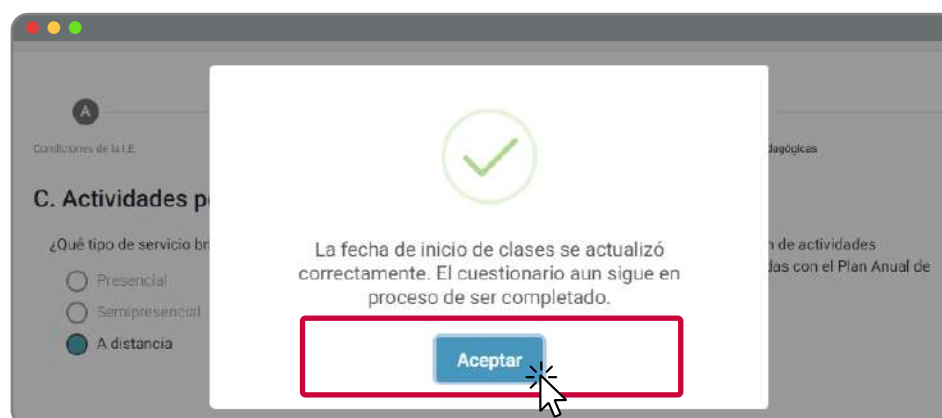 A
Condiciones de la I.E.
dagógicas
C. Actividades p
¿Qué tipo de servicio br
n de actividades
das con el Plan Anual de
Presencial
Semipresencial
A distancia
La fecha de inicio de clases se actualizó
correctamente. El cuestionario aun sigue en
proceso de ser completado.
Aceptar